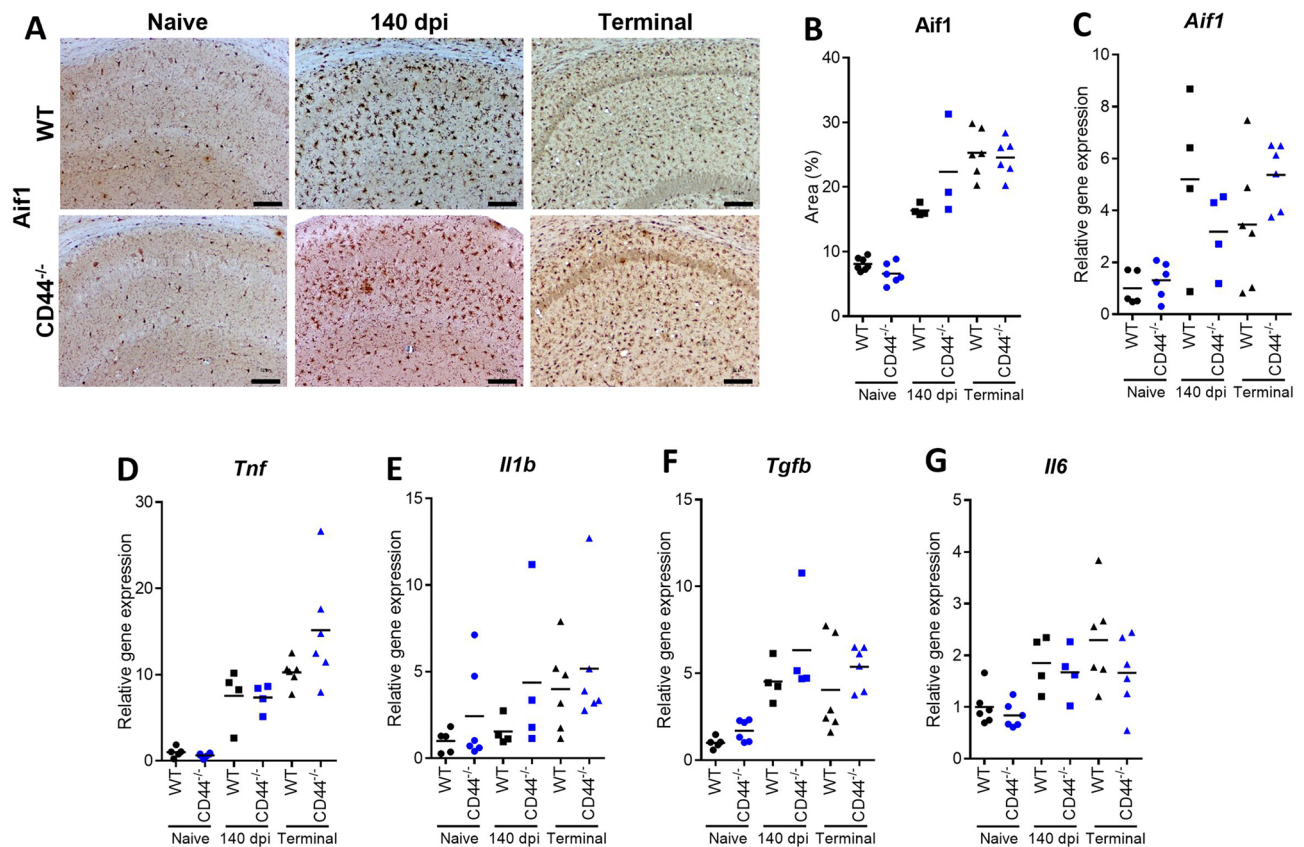 A
Naive
140 dpi
Terminal
Aif1
WT
CD44-/-
B
Aif1
Area (%)
40
30
20
10
0
WT
CD44-/-
WT
CD44-/-
WT
CD44-/-
Naive
140 dpi
Terminal
C
Aif1
Relative gene expression
10
8
6
4
2
0
WT
CD44-/-
WT
CD44-/-
WT
CD44-/-
Naive
140 dpi
Terminal
D
Tnf
Relative gene expression
30
20
10
0
WT
CD44-/-
WT
CD44-/-
WT
CD44-/-
Naive
140 dpi
Terminal
E
Il1b
Relative gene expression
15
10
5
0
WT
CD44-/-
WT
CD44-/-
WT
CD44-/-
Naive
140 dpi
Terminal
F
Tgfb
Relative gene expression
15
10
5
0
WT
CD44-/-
WT
CD44-/-
WT
CD44-/-
Naive
140 dpi
Terminal
G
Il6
Relative gene expression
5
4
3
2
1
0
WT
CD44-/-
WT
CD44-/-
WT
CD44-/-
Naive
140 dpi
Terminal